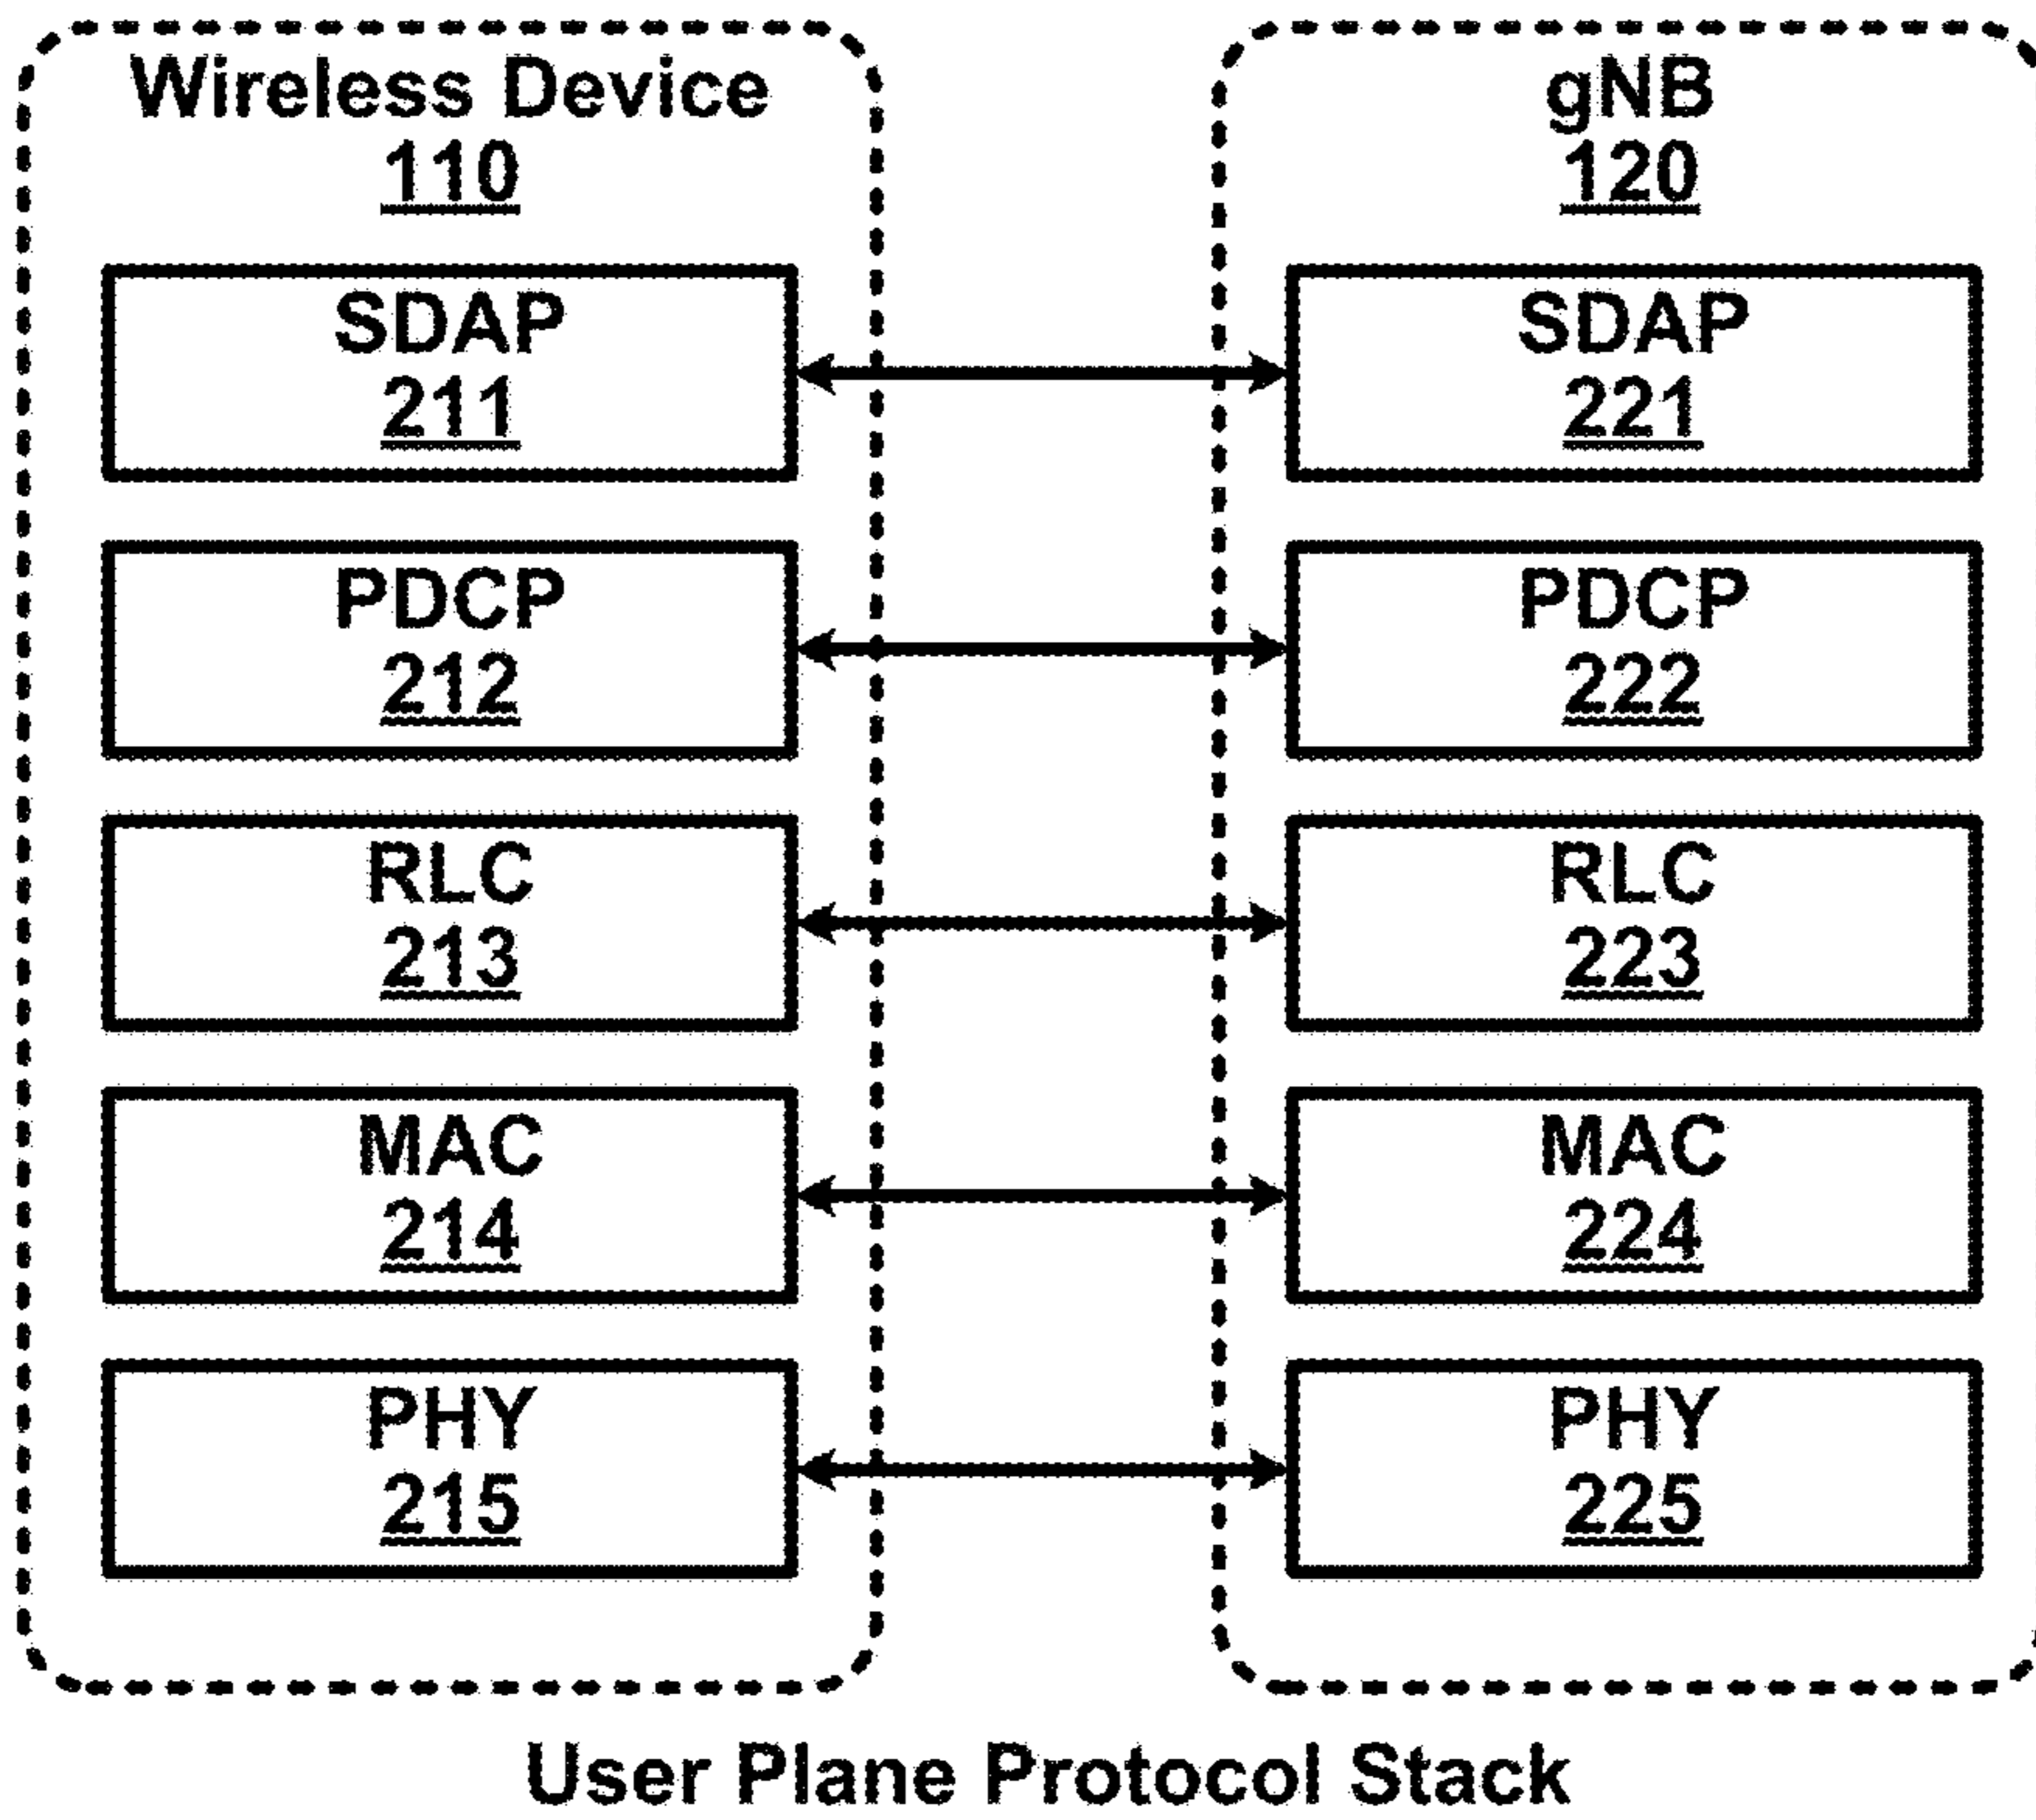 Wireless Device
110
SDAP
211
PDCP
212
RLC
213
MAC
214
PHY
215
gNB
120
SDAP
221
PDCP
222
RLC
223
MAC
224
PHY
225
User Plane Protocol Stack